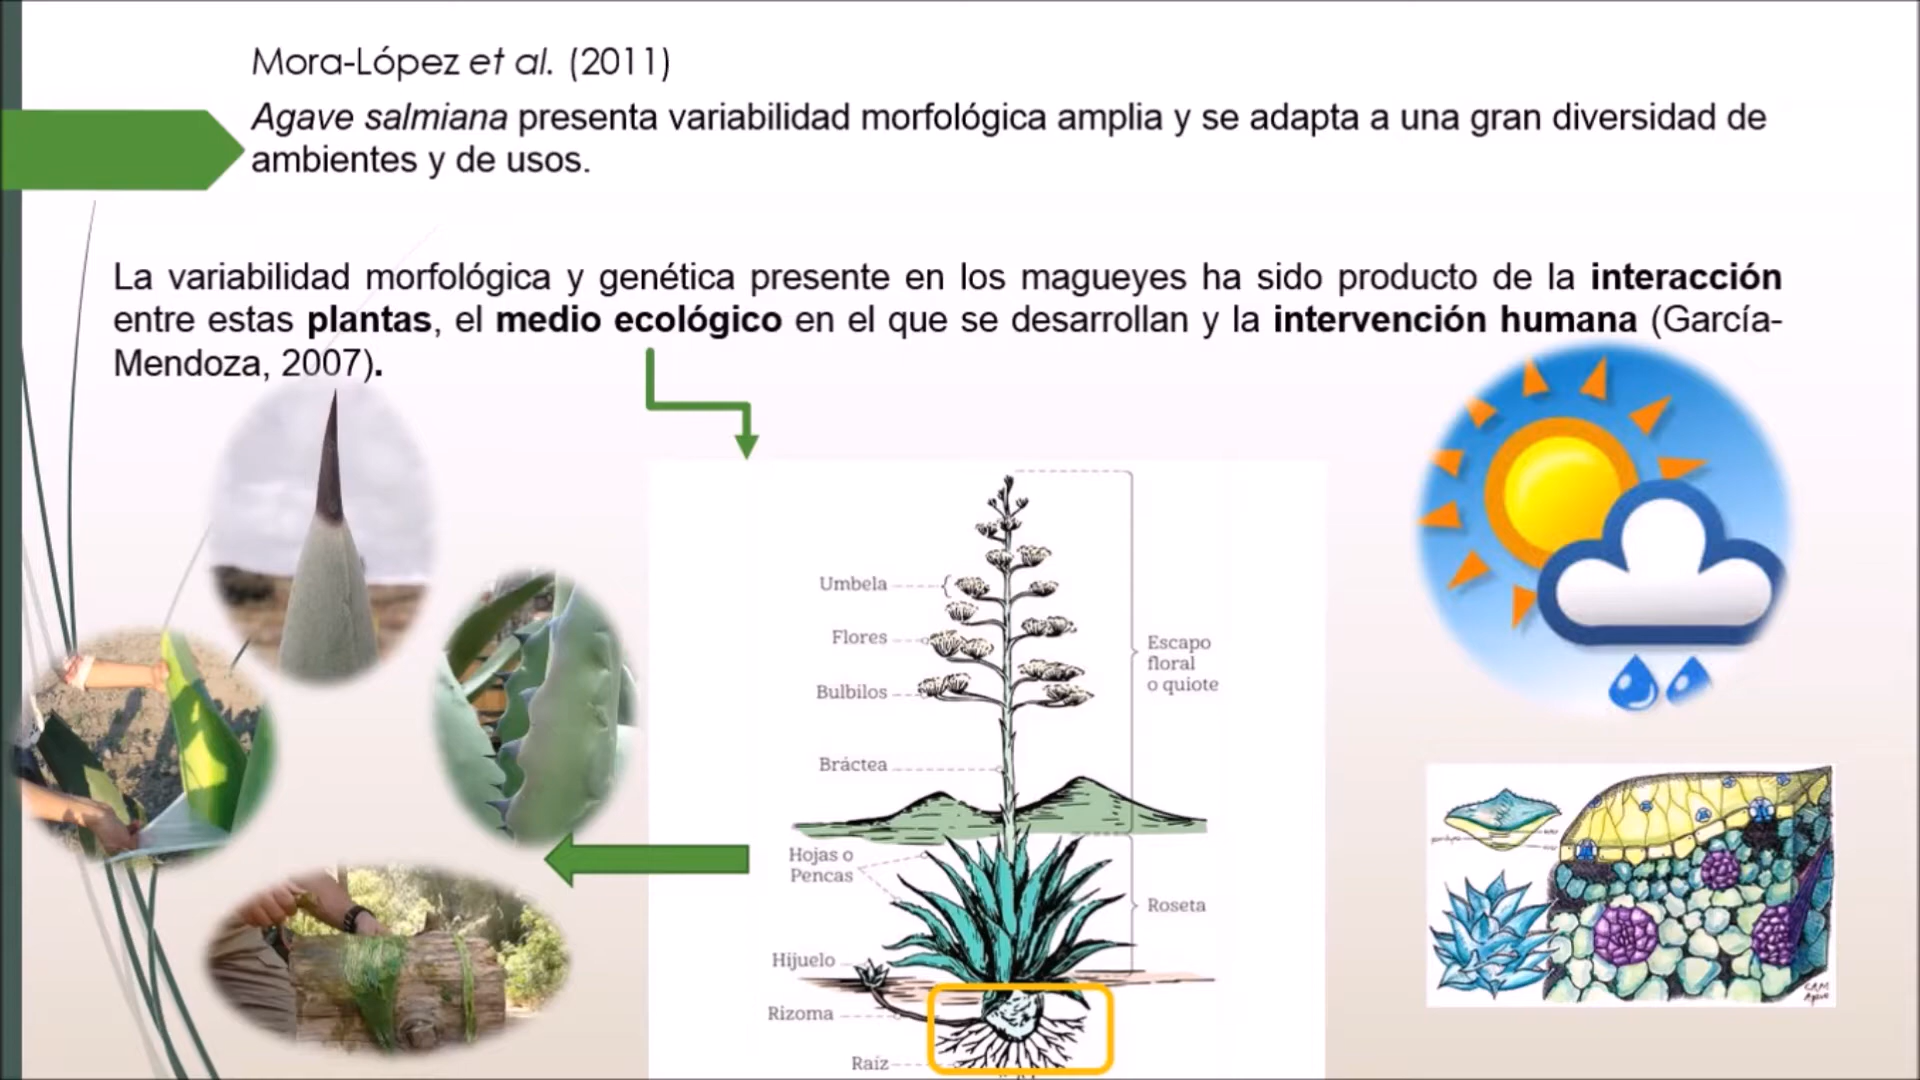 Mora-López et al. (2011)
Agave salmiana presenta variabilidad morfológica amplia y se adapta a una gran diversidad de
ambientes y de usos.
La variabilidad morfológica y genética presente en los magueyes ha sido producto de la interacción
entre estas plantas, el medio ecológico en el que se desarrollan y la intervención humana (García-
Mendoza, 2007).
Umbela
Flores
Bulbilos
Bráctea
Escapo
floral
o quiote
Hojas o
Pencas
Roseta
Hijuelo
Rizoma
Raíz